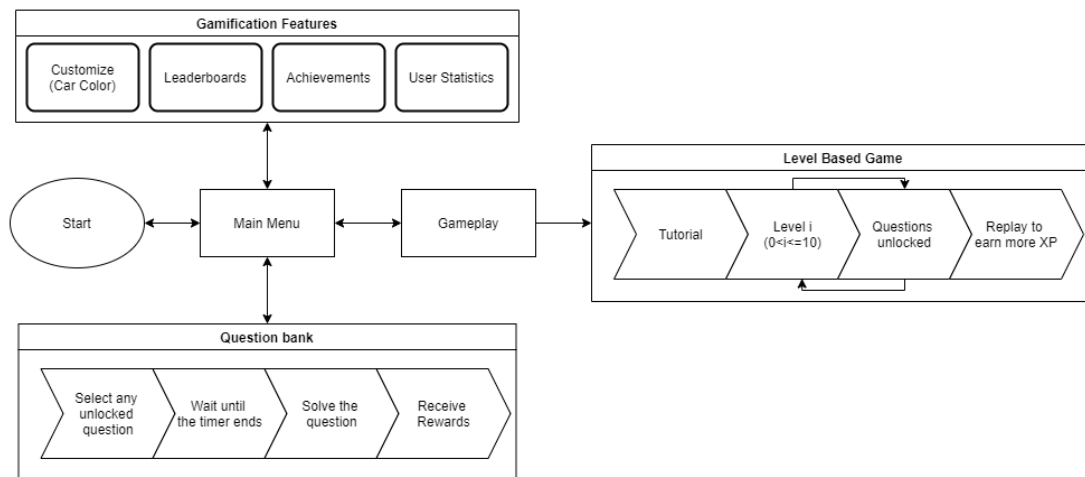 Gamification Features
Customize
(Car Color)
Leaderboards
Achievements
User Statistics
Start
Main Menu
Gameplay
Level Based Game
Tutorial
Level i
(0<i<=10)
Questions
unlocked
Replay to
earn more XP
Question bank
Select any
unlocked
question
Wait until
the timer ends
Solve the
question
Receive
Rewards